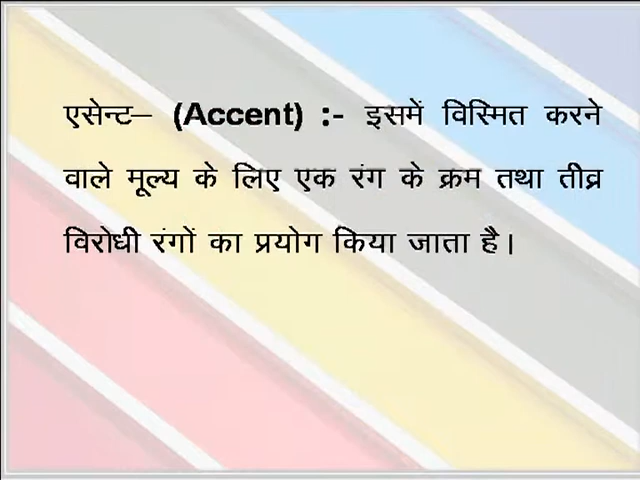 एसेन्ट– (Accent) :- इसमें विस्मित करने
वाले मूल्य के लिए एक रंग के क्रम तथा तीव्र
विरोधी रंगों का प्रयोग किया जाता है।